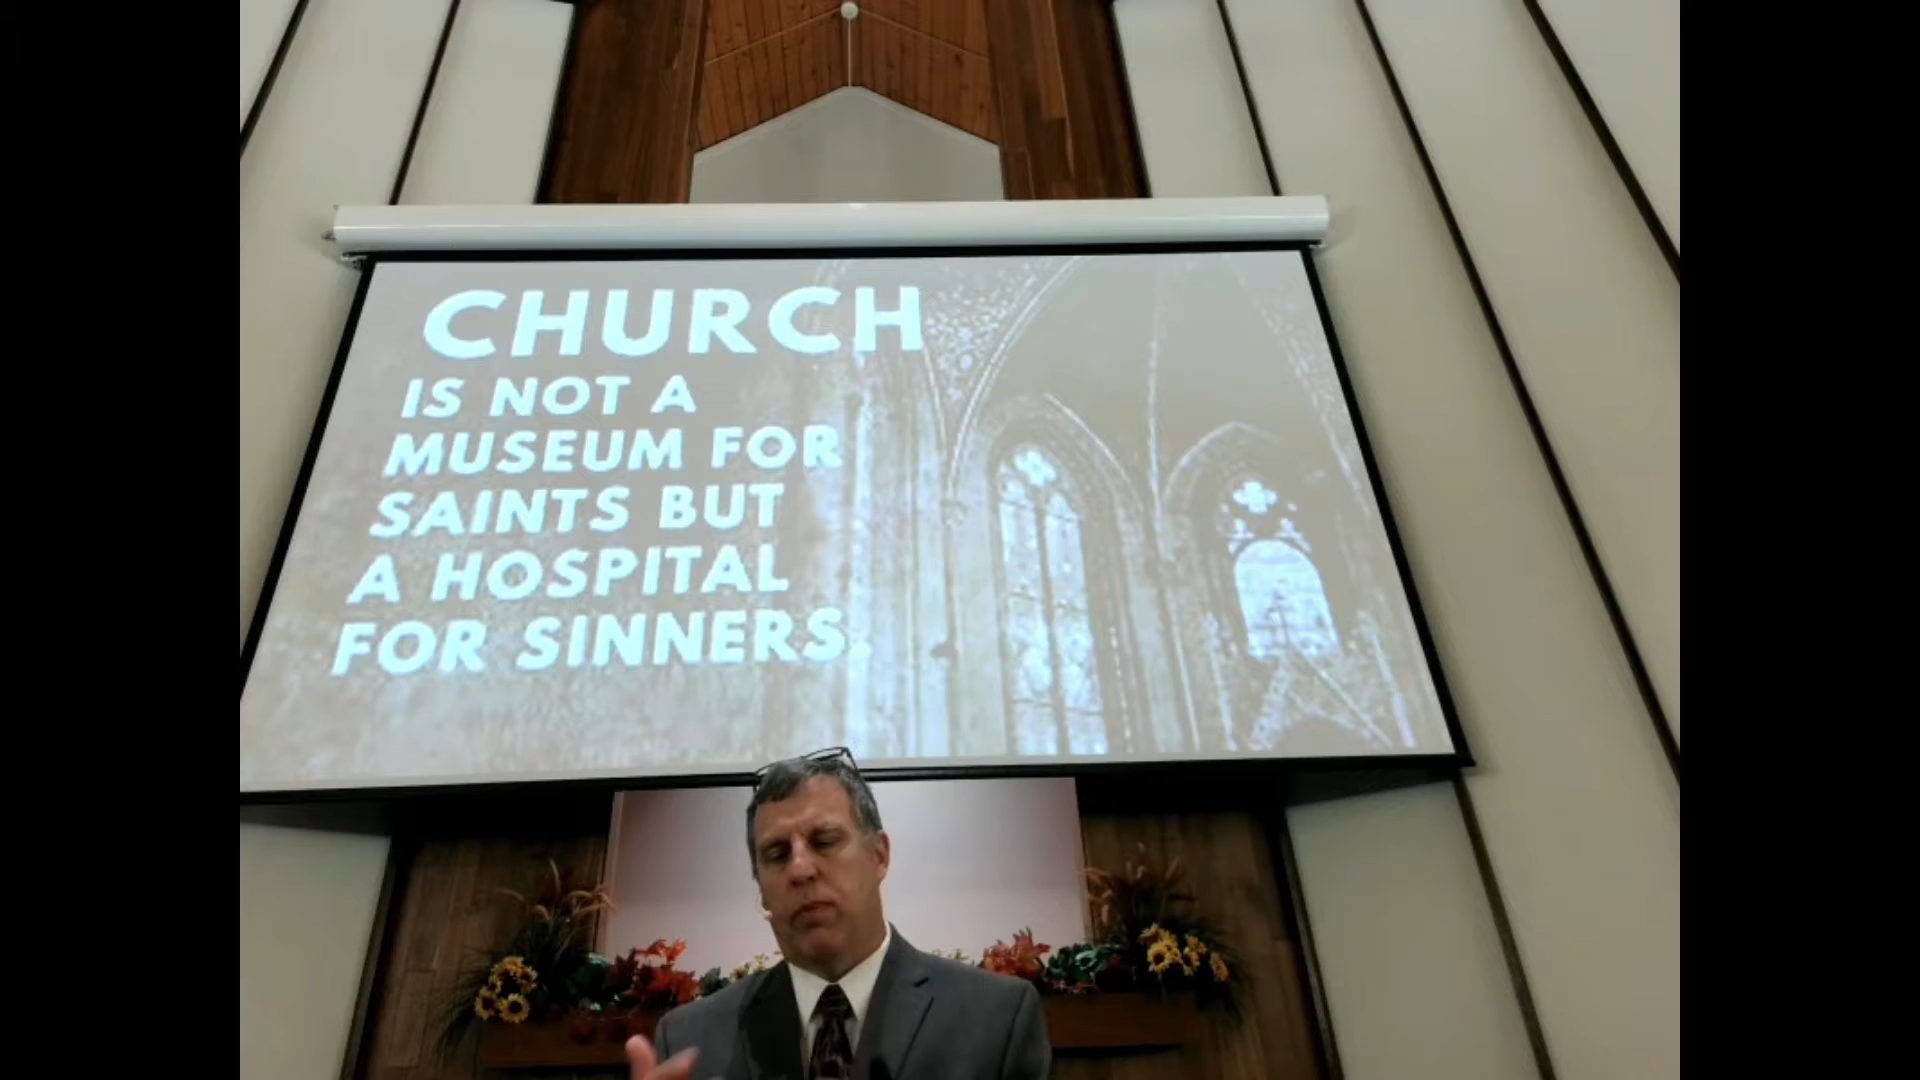 CHURCH
IS NOT A
MUSEUM FOR
SAINTS BUT
A HOSPITAL
FOR SINNERS.